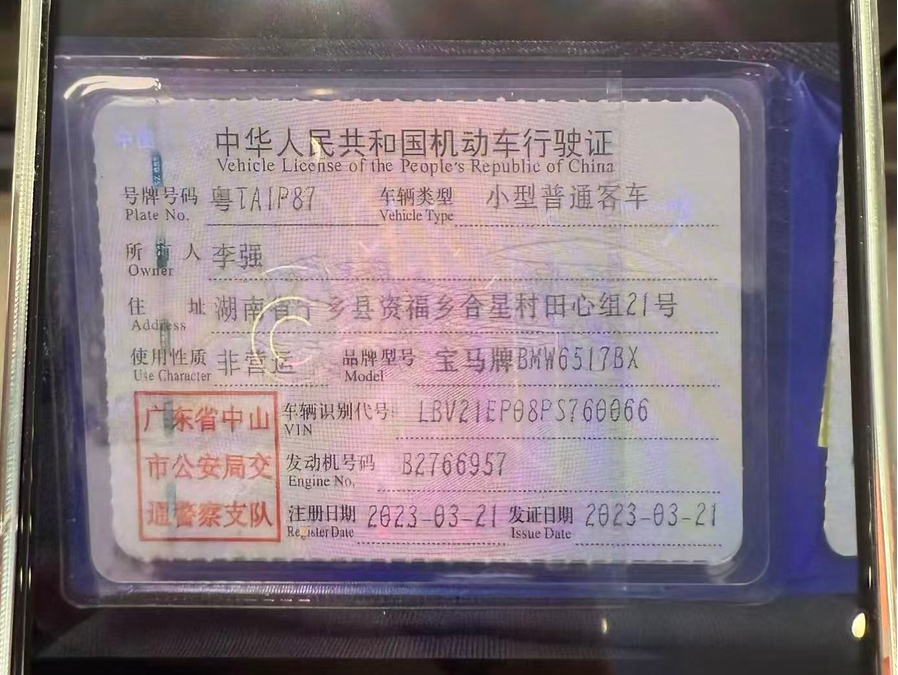 中华人民共和国机动车行驶证
Vehicle License of the People's Republic of China
号牌号码 粤TA1P87 车辆类型 小型普通客车
Plate No. Vehicle Type
所有人 李强
Owner
住址 湖南省 乡县资福乡合星村田心组21号
Address
使用性质 非营运 品牌型号 宝马牌BMW6517BX
Use Character Model
广东省中山
市公安局交
通警察支队
车辆识别代号 LBV21EP08PS760066
VIN
发动机号码 B2766957
Engine No.
注册日期 2023-03-21 发证日期 2023-03-21
Register Date Issue Date